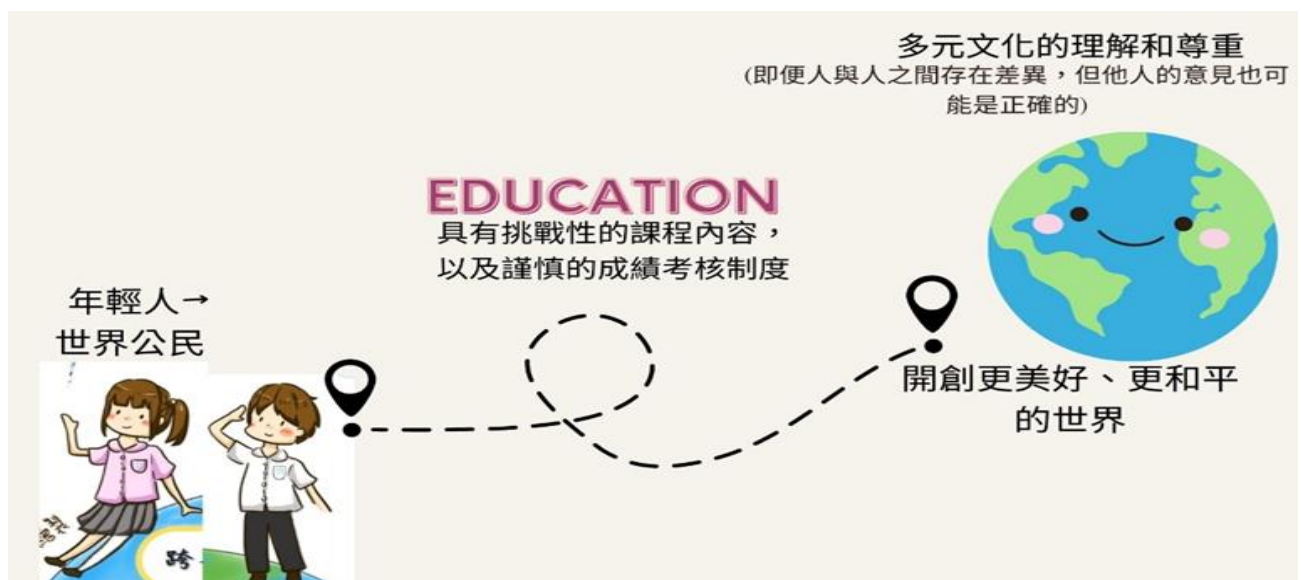 多元文化的理解和尊重
(即便人與人之間存在差異，但他人的意見也可
能是正確的)
EDUCATION
具有挑戰性的課程內容，
以及謹慎的成績考核制度
年輕人→
世界公民
開創更美好、更和平
的世界
跨